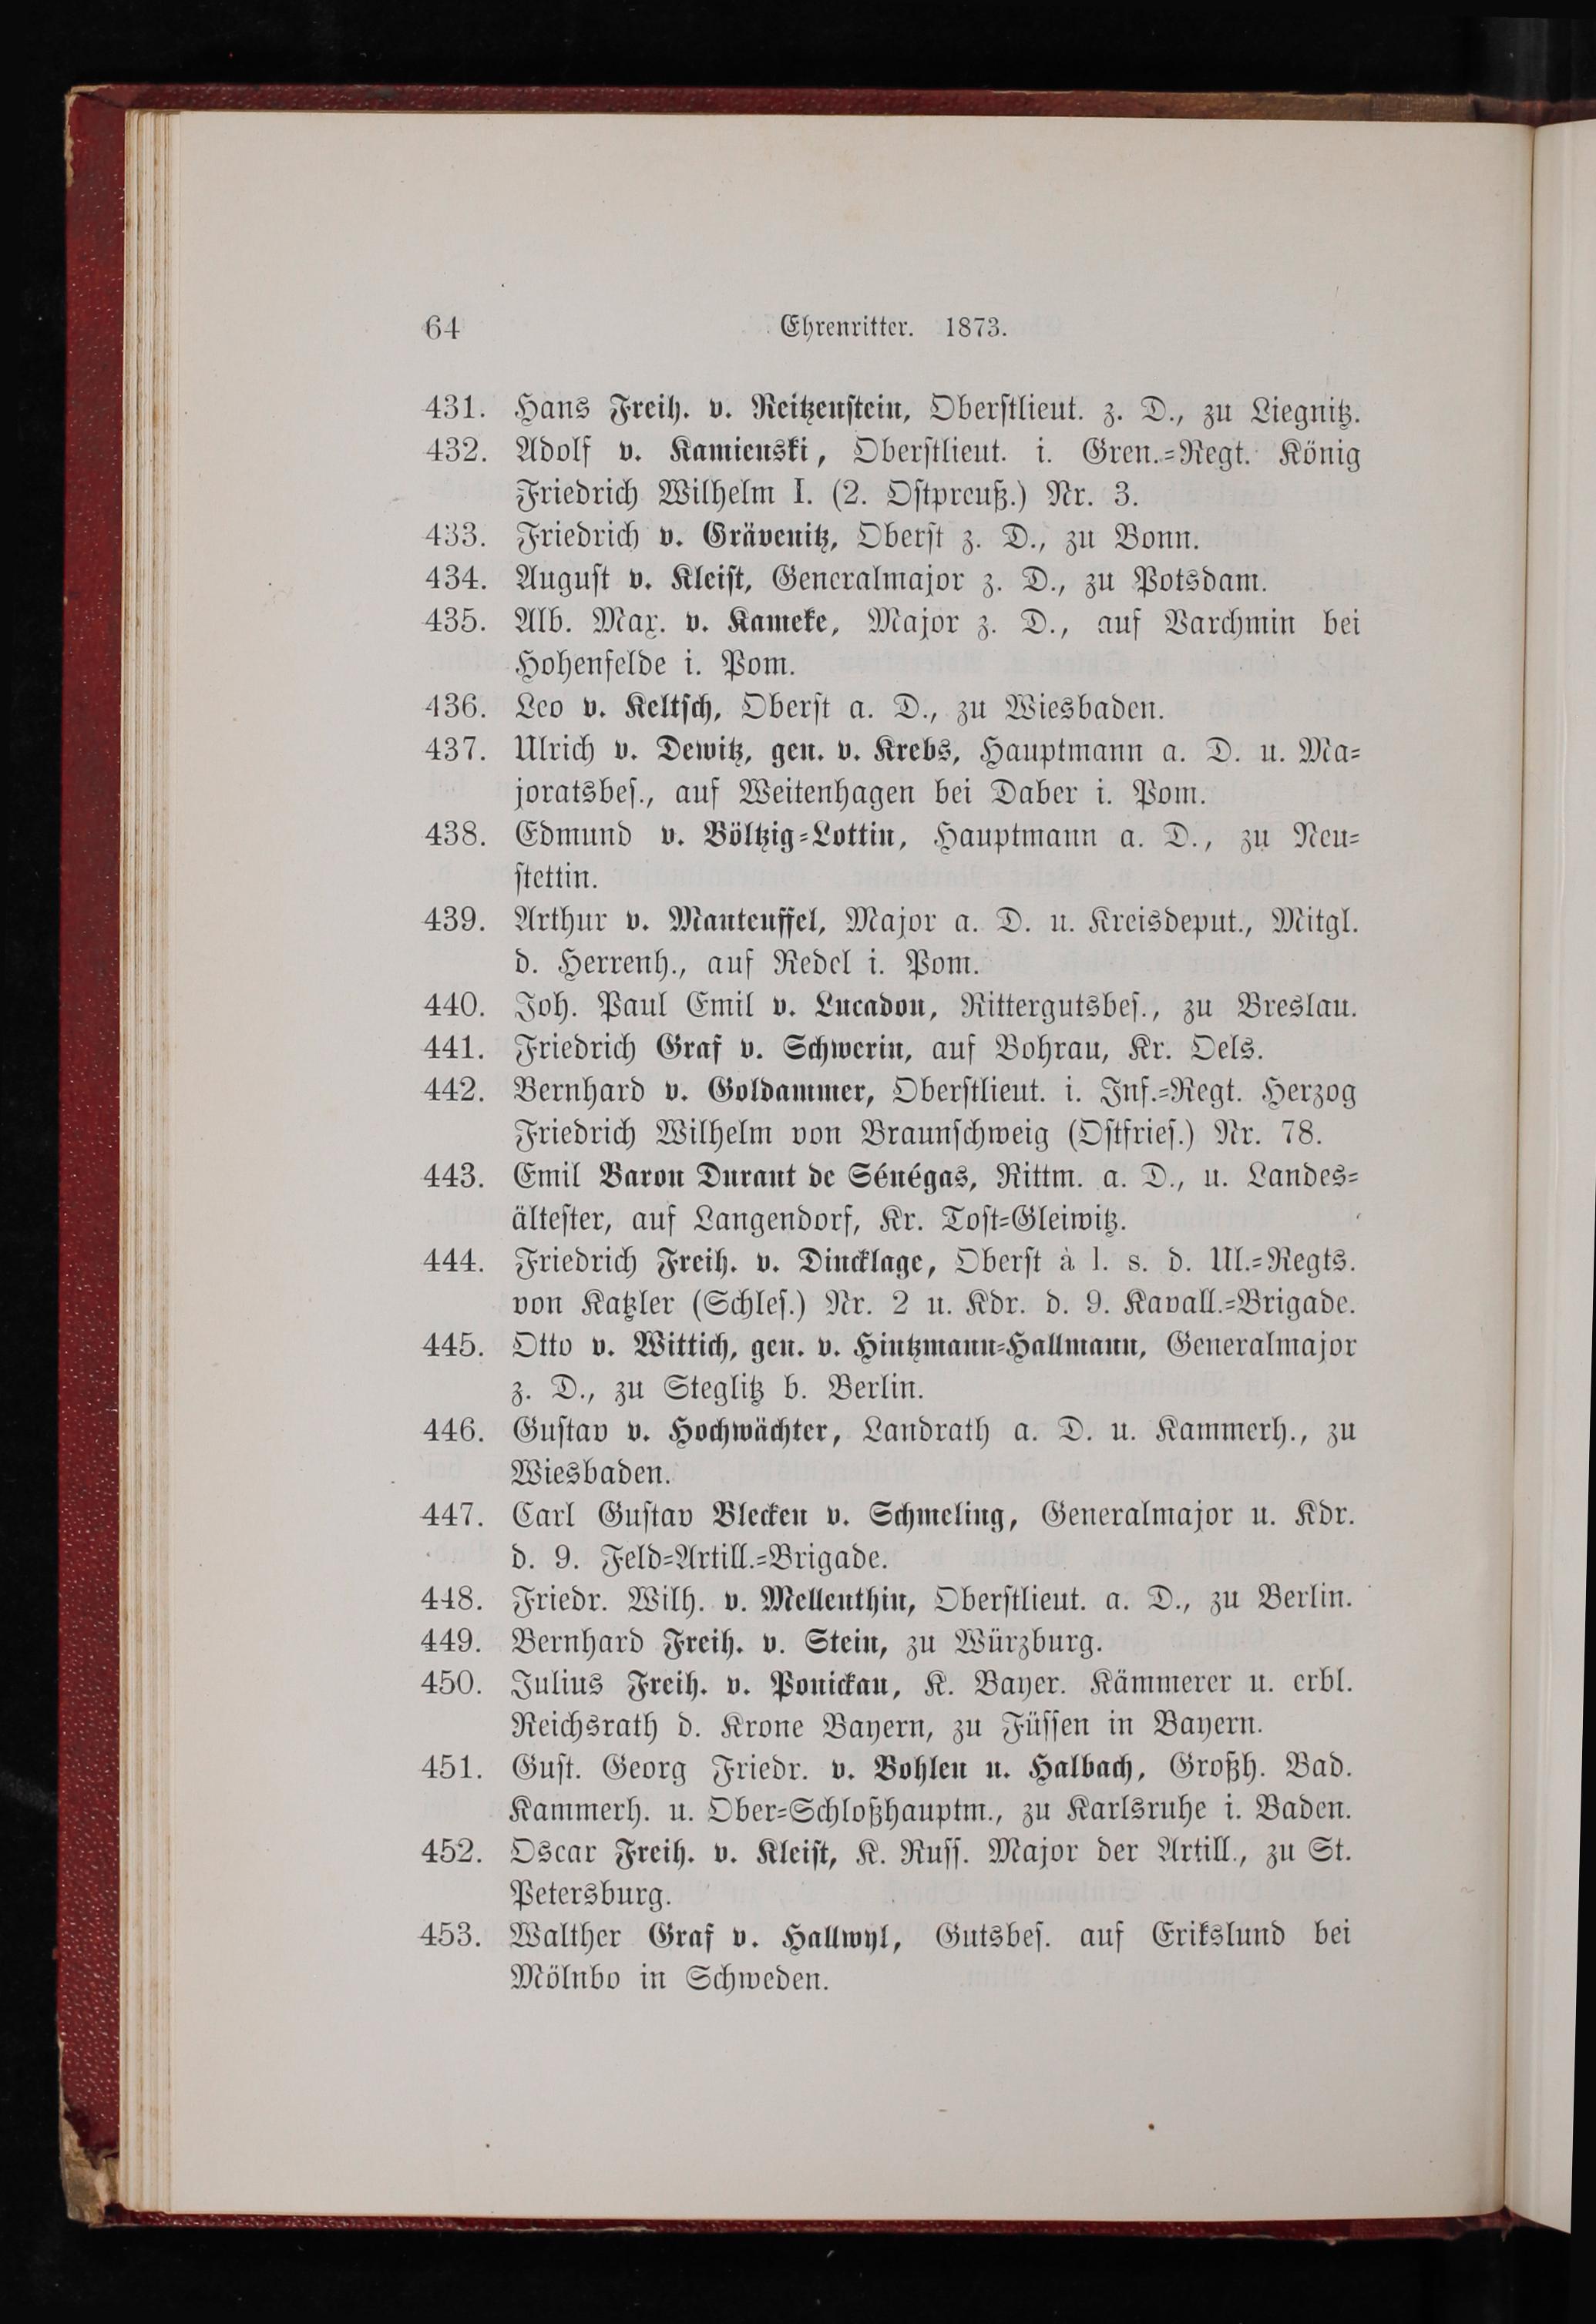 64 Ehrenritter. 1873.
431. Hans Freih. v. Reitzenſtein, Oberſtlieut. z. D., zu Liegnitz.
432. Adolf v. Kamienski, Oberſtlieut. i. Gren.=Regt. König
Friedrich Wilhelm I. (2. Oſtpreuß.) Nr. 3.
433. Friedrich v. Grävenitz, Oberſt z. D., zu Bonn.
434. Auguſt v. Kleiſt, Generalmajor z. D., zu Potsdam.
435. Alb. Max. v. Kameke, Major z. D., auf Varchmin bei
Hohenfelde i. Pom.
436. Leo v. Keltſch, Oberſt a. D., zu Wiesbaden.
437. Ulrich v. Dewitz, gen. v. Krebs, Hauptmann a. D. u. Ma=
joratsbeſ., auf Weitenhagen bei Daber i. Pom.
438. Edmund v. Böltzig=Lottin, Hauptmann a. D., zu Neu=
ſtettin.
439. Arthur v. Manteuffel, Major a. D. u. Kreisdeput., Mitgl.
d. Herrenh., auf Redel i. Pom.
440. Joh. Paul Emil v. Lucadou, Rittergutsbeſ., zu Breslau.
441. Friedrich Graf v. Schwerin, auf Bohrau, Kr. Oels.
442. Bernhard v. Goldammer, Oberſtlieut. i. Inf.=Regt. Herzog
Friedrich Wilhelm von Braunſchweig (Oſtfrieſ.) Nr. 78.
443. Emil Baron Durant de Sénégas, Rittm. a. D., u. Landes=
älteſter, auf Langendorf, Kr. Toſt=Gleiwitz.
444. Friedrich Freih. v. Dincklage, Oberſt à l. s. d. Ul.=Regts.
von Katzler (Schleſ.) Nr. 2 u. Kdr. d. 9. Kavall.=Brigade.
445. Otto v. Wittich, gen. v. Hintzmann=Hallmann, Generalmajor
z. D., zu Steglitz b. Berlin.
446. Guſtav v. Hochwächter, Landrath a. D. u. Kammerh., zu
Wiesbaden.
447. Carl Guſtav Blecken v. Schmeling, Generalmajor u. Kdr.
d. 9. Feld=Artill.=Brigade.
448. Friedr. Wilh. v. Mellenthin, Oberſtlieut. a. D., zu Berlin.
449. Bernhard Freih. v. Stein, zu Würzburg.
450. Julius Freih. v. Ponickau, K. Bayer. Kämmerer u. erbl.
Reichsrath d. Krone Bayern, zu Füſſen in Bayern.
451. Guſt. Georg Friedr. v. Bohlen u. Halbach, Großh. Bad.
Kammerh. u. Ober=Schloßhauptm., zu Karlsruhe i. Baden.
452. Oscar Freih. v. Kleiſt, K. Ruſſ. Major der Artill., zu St.
Petersburg.
453. Walther Graf v. Hallwyl, Gutsbeſ. auf Erikslund bei
Mölnbo in Schweden.